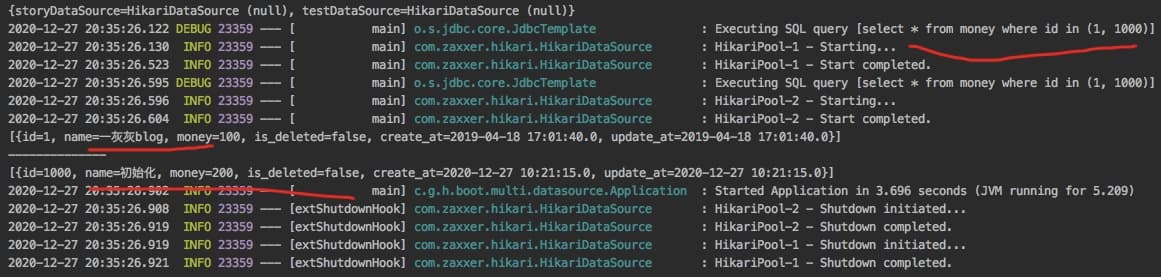 {storyDataSource=HikariDataSource (null), testDataSource=HikariDataSource (null)}
2020-12-27 20:35:26.122 DEBUG 23359 --- [           main] o.s.jdbc.core.JdbcTemplate               : Executing SQL query [select * from money where id in (1, 1000)]
2020-12-27 20:35:26.130  INFO 23359 --- [           main] com.zaxxer.hikari.HikariDataSource       : HikariPool-1 - Starting...
2020-12-27 20:35:26.523  INFO 23359 --- [           main] com.zaxxer.hikari.HikariDataSource       : HikariPool-1 - Start completed.
2020-12-27 20:35:26.595 DEBUG 23359 --- [           main] o.s.jdbc.core.JdbcTemplate               : Executing SQL query [select * from money where id in (1, 1000)]
2020-12-27 20:35:26.596  INFO 23359 --- [           main] com.zaxxer.hikari.HikariDataSource       : HikariPool-2 - Starting...
2020-12-27 20:35:26.604  INFO 23359 --- [           main] com.zaxxer.hikari.HikariDataSource       : HikariPool-2 - Start completed.
[{id=1, name=一灰灰blog, money=100, is_deleted=false, create_at=2019-04-18 17:01:40.0, update_at=2019-04-18 17:01:40.0}]
--------------
[{id=1000, name=初始化, money=200, is_deleted=false, create_at=2020-12-27 10:21:15.0, update_at=2020-12-27 10:21:15.0}]
2020-12-27 20:35:26.902  INFO 23359 --- [           main] c.g.h.boot.multi.datasource.Application  : Started Application in 3.696 seconds (JVM running for 5.209)
2020-12-27 20:35:26.908  INFO 23359 --- [extShutdownHook] com.zaxxer.hikari.HikariDataSource       : HikariPool-2 - Shutdown initiated...
2020-12-27 20:35:26.919  INFO 23359 --- [extShutdownHook] com.zaxxer.hikari.HikariDataSource       : HikariPool-2 - Shutdown completed.
2020-12-27 20:35:26.919  INFO 23359 --- [extShutdownHook] com.zaxxer.hikari.HikariDataSource       : HikariPool-1 - Shutdown initiated...
2020-12-27 20:35:26.921  INFO 23359 --- [extShutdownHook] com.zaxxer.hikari.HikariDataSource       : HikariPool-1 - Shutdown completed.